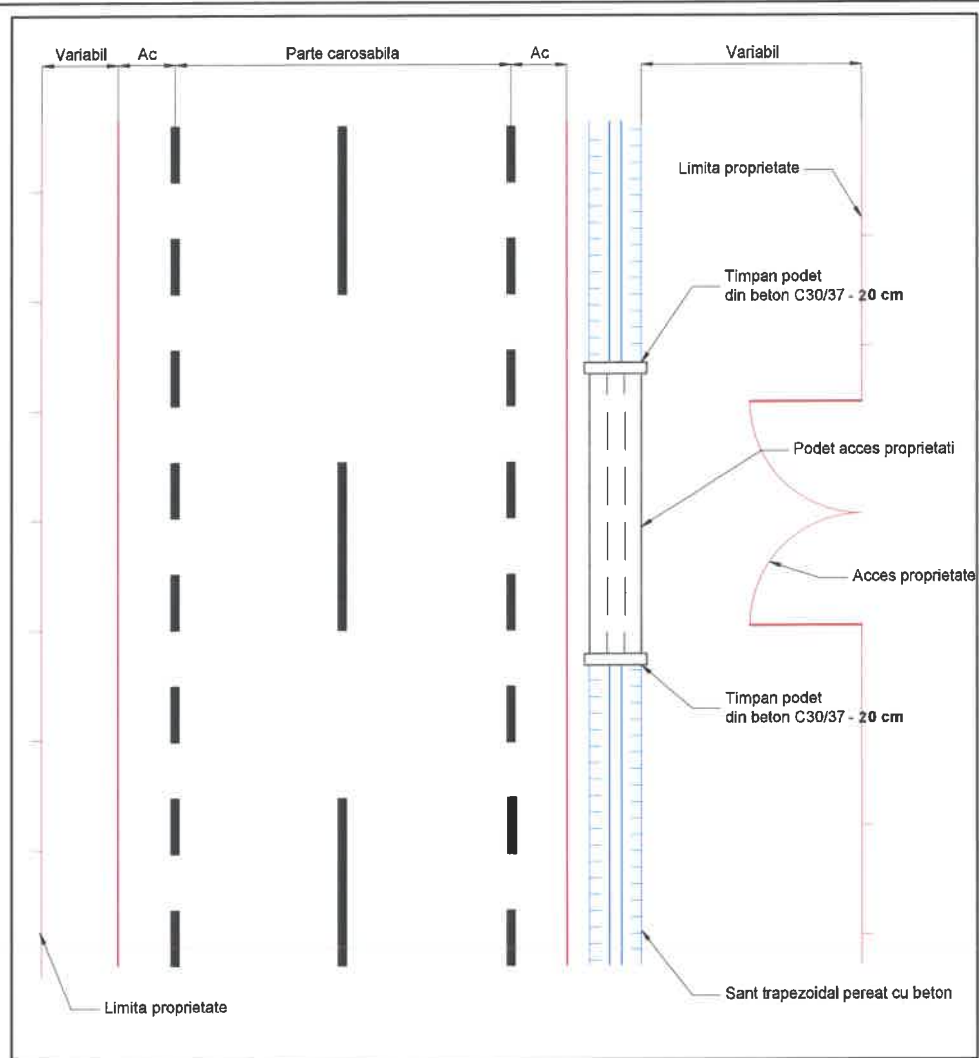 Variabil Ac Parte carosabila Ac Variabil
Limita proprietate
Timpan podet
din beton C30/37 - 20 cm
Podet acces proprietati
Acces proprietate
Timpan podet
din beton C30/37 - 20 cm
Sant trapezoidal pereat cu beton
Limita proprietate